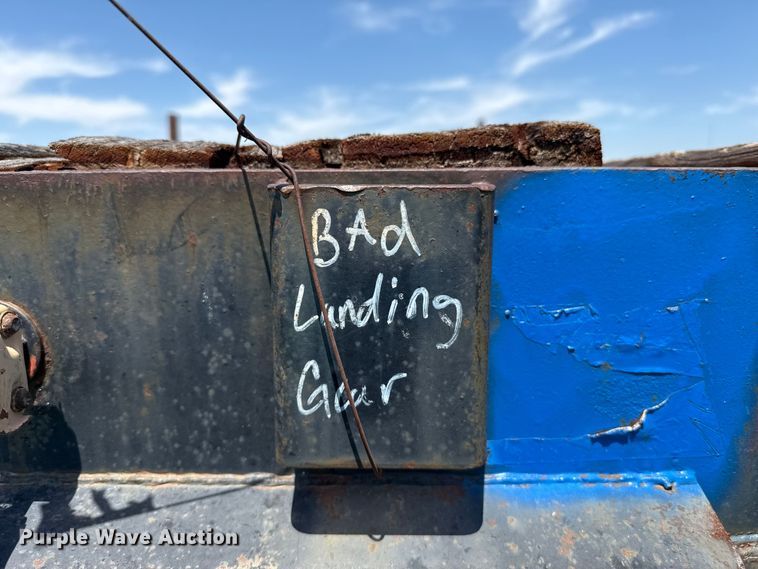 BAd
Landing
Gear
Purple Wave Auction